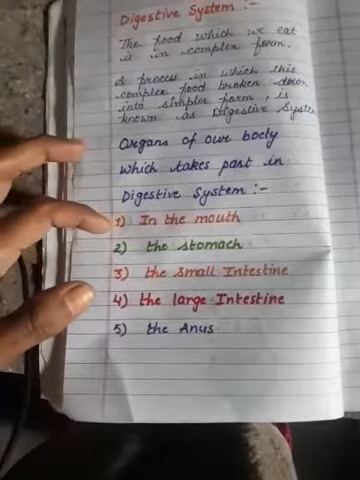 Digestive System :-
The food which we eat
is in complex form.
A process in which this
complex food broken down
into simpler form, is
known as Digestive System
Organs of our body
which takes part in
Digestive System :-
1) In the mouth
2) the stomach
3) the small Intestine
4) the large Intestine
5) the Anus